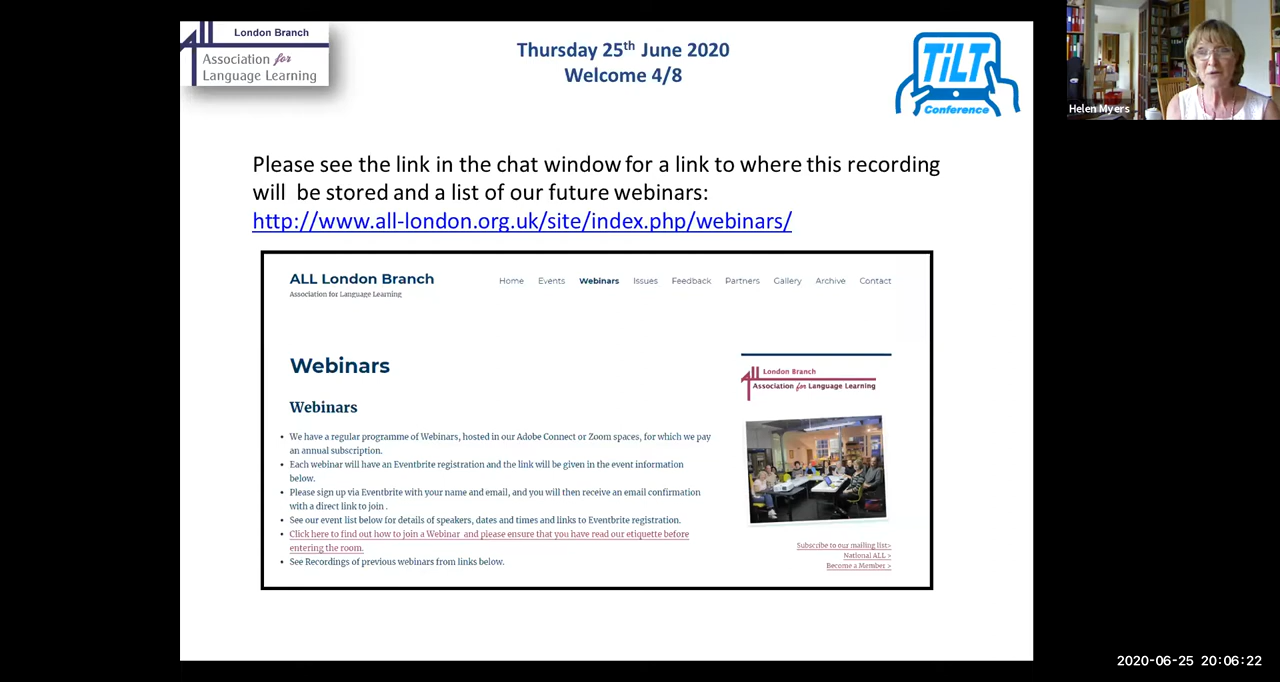 London Branch
Association for
Language Learning
Thursday 25th June 2020
Welcome 4/8
TiLT
Conference
Helen Myers
Please see the link in the chat window for a link to where this recording
will be stored and a list of our future webinars:
http://www.all-london.org.uk/site/index.php/webinars/
ALL London Branch
Association for Language Learning
Home Events Webinars Issues Feedback Partners Gallery Archive Contact
Webinars
Webinars
• We have a regular programme of Webinars, hosted in our Adobe Connect or Zoom spaces, for which we pay
an annual subscription.
• Each webinar will have an Eventbrite registration and the link will be given in the event information
below.
• Please sign up via Eventbrite with your name and email, and you will then receive an email confirmation
with a direct link to join .
• See our event list below for details of speakers, dates and times and links to Eventbrite registration.
• Click here to find out how to join a Webinar and please ensure that you have read our etiquette before
entering the room.
• See Recordings of previous webinars from links below.
London Branch
Association for Language Learning
Subscribe to our mailing list>
National ALL >
Become a Member >
2020-06-25 20:06:22